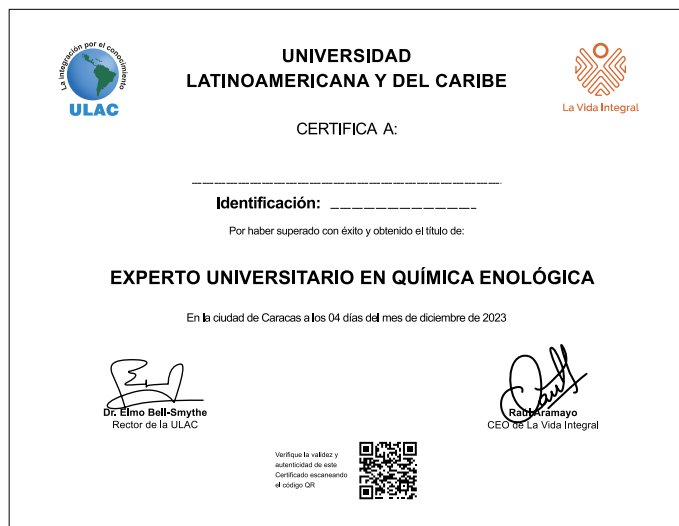 La integración por el conocimiento
ULAC
UNIVERSIDAD
LATINOAMERICANA Y DEL CARIBE
La Vida Integral
CERTIFICA A:
Identificación:
Por haber superado con éxito y obtenido el título de:
EXPERTO UNIVERSITARIO EN QUÍMICA ENOLÓGICA
En la ciudad de Caracas a los 04 días del mes de diciembre de 2023
Dr. Elmo Bell-Smythe
Rector de la ULAC
Raúl Aramayo
CEO de La Vida Integral
Verifique la validez y
autenticidad de este
Certificado escaneando
el código QR